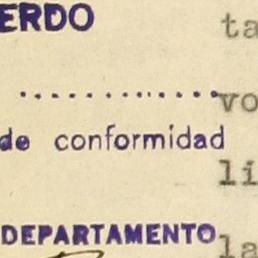 ERDO ta
..................vo
de conformidad
li
DEPARTAMENTO la